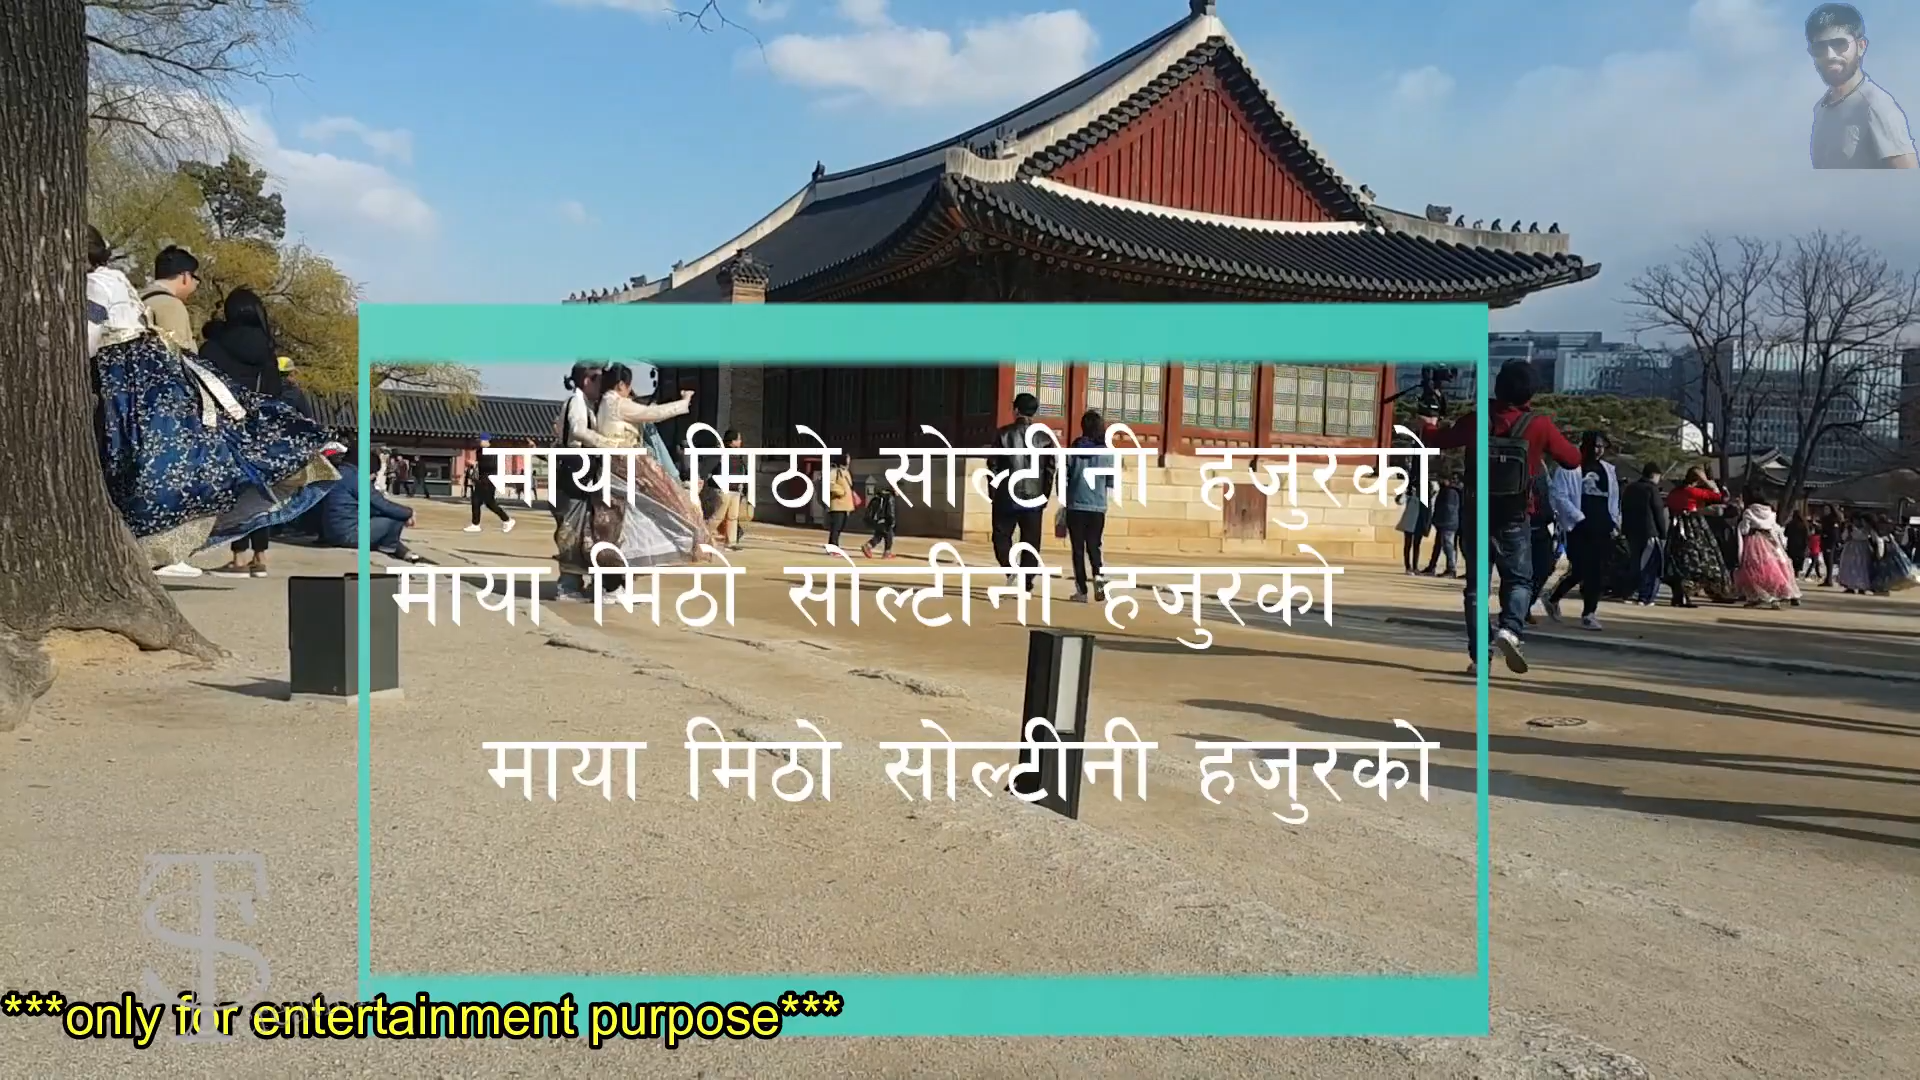 माया मिठो सोल्टीनी हजुरको
माया मिठो सोल्टीनी हजुरको
माया मिठो सोल्टीनी हजुरको
***only for entertainment purpose***